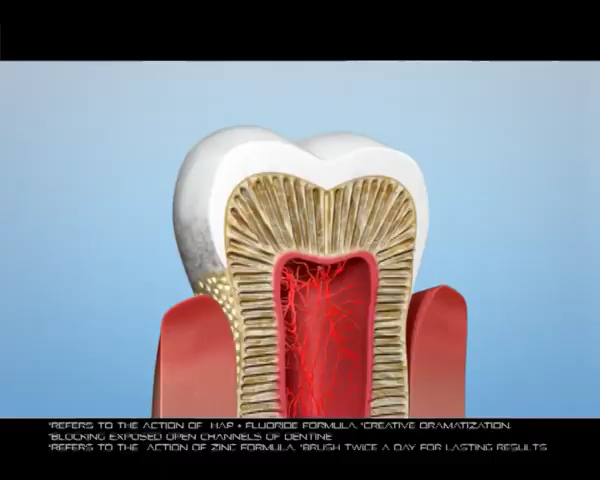 *REFERS TO THE ACTION OF HAP + FLUORIDE FORMULA. *CREATIVE DRAMATIZATION.
*BLOCKING EXPOSED OPEN CHANNELS OF DENTINE
*REFERS TO THE ACTION OF ZINC FORMULA. *BRUSH TWICE A DAY FOR LASTING RESULTS